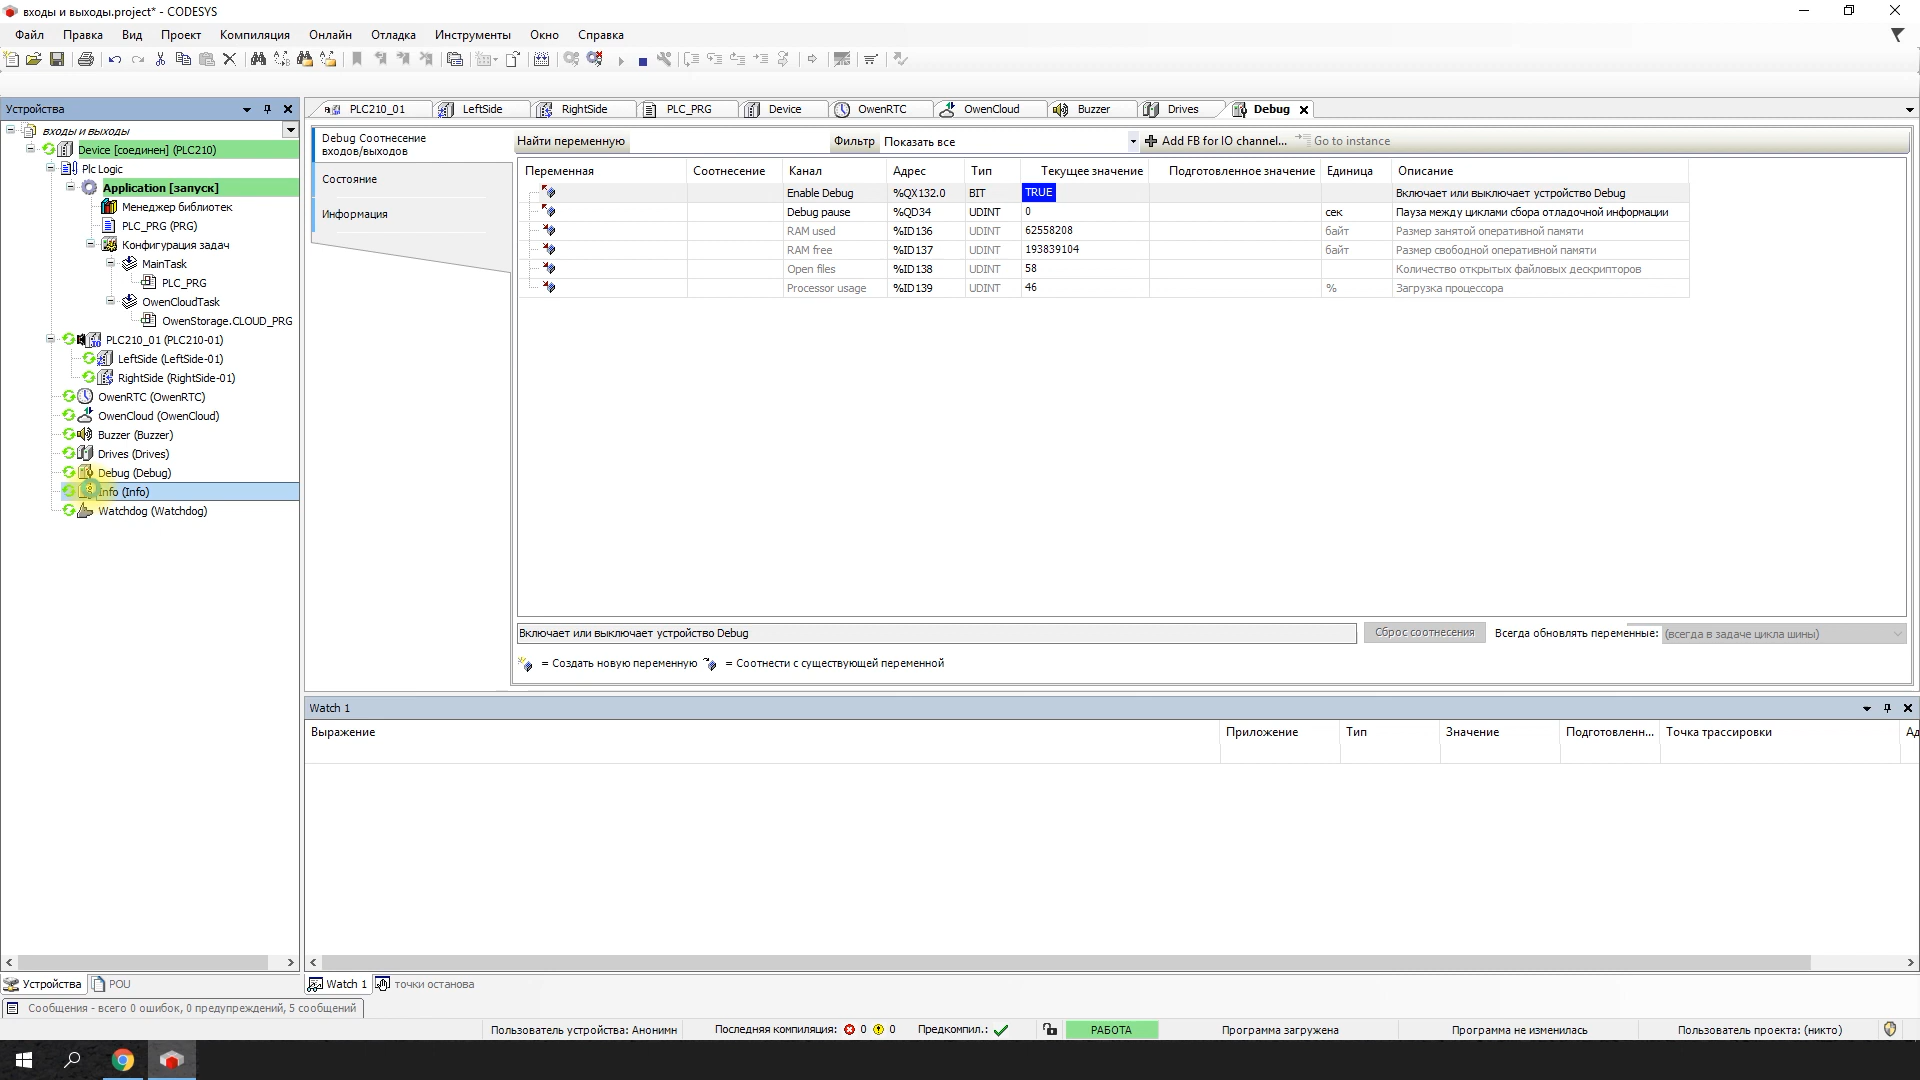 входы и выходы.project* - CODESYS
Файл Правка Вид Проект Компиляция Онлайн Отладка Инструменты Окно Справка
Устройства
входы и выходы
Device [соединен] (PLC210)
Plc Logic
Application [запуск]
Менеджер библиотек
PLC_PRG (PRG)
Конфигурация задач
MainTask
PLC_PRG
OwenCloudTask
OwenStorage.CLOUD_PRG
PLC210_01 (PLC210-01)
LeftSide (LeftSide-01)
RightSide (RightSide-01)
OwenRTC (OwenRTC)
OwenCloud (OwenCloud)
Buzzer (Buzzer)
Drives (Drives)
Debug (Debug)
Info (Info)
Watchdog (Watchdog)
Устройства POU
PLC210_01 LeftSide RightSide PLC_PRG Device OwenRTC OwenCloud Buzzer Drives Debug
Debug Соотнесение входов/выходов
Состояние
Информация
Найти переменную Фильтр Показать все Add FB for IO channel... Go to instance
Переменная Соотнесение Канал Адрес Тип Текущее значение Подготовленное значение Единица Описание
Enable Debug %QX132.0 BIT TRUE Включает или выключает устройство Debug
Debug pause %QD34 UDINT 0 сек Пауза между циклами сбора отладочной информации
RAM used %ID136 UDINT 62558208 байт Размер занятой оперативной памяти
RAM free %ID137 UDINT 193839104 байт Размер свободной оперативной памяти
Open files %ID138 UDINT 58 Количество открытых файловых дескрипторов
Processor usage %ID139 UDINT 46 % Загрузка процессора
Включает или выключает устройство Debug Сброс соотнесения Всегда обновлять переменные: (всегда в задаче цикла шины)
= Создать новую переменную = Соотнести с существующей переменной
Watch 1
Выражение Приложение Тип Значение Подготовленн... Точка трассировки Ад
Watch 1 точки останова
Сообщения - всего 0 ошибок, 0 предупреждений, 5 сообщений
Пользователь устройства: Анонимн Последняя компиляция: 0 0 Предкомпил.: РАБОТА Программа загружена Программа не изменилась Пользователь проекта: (никто)